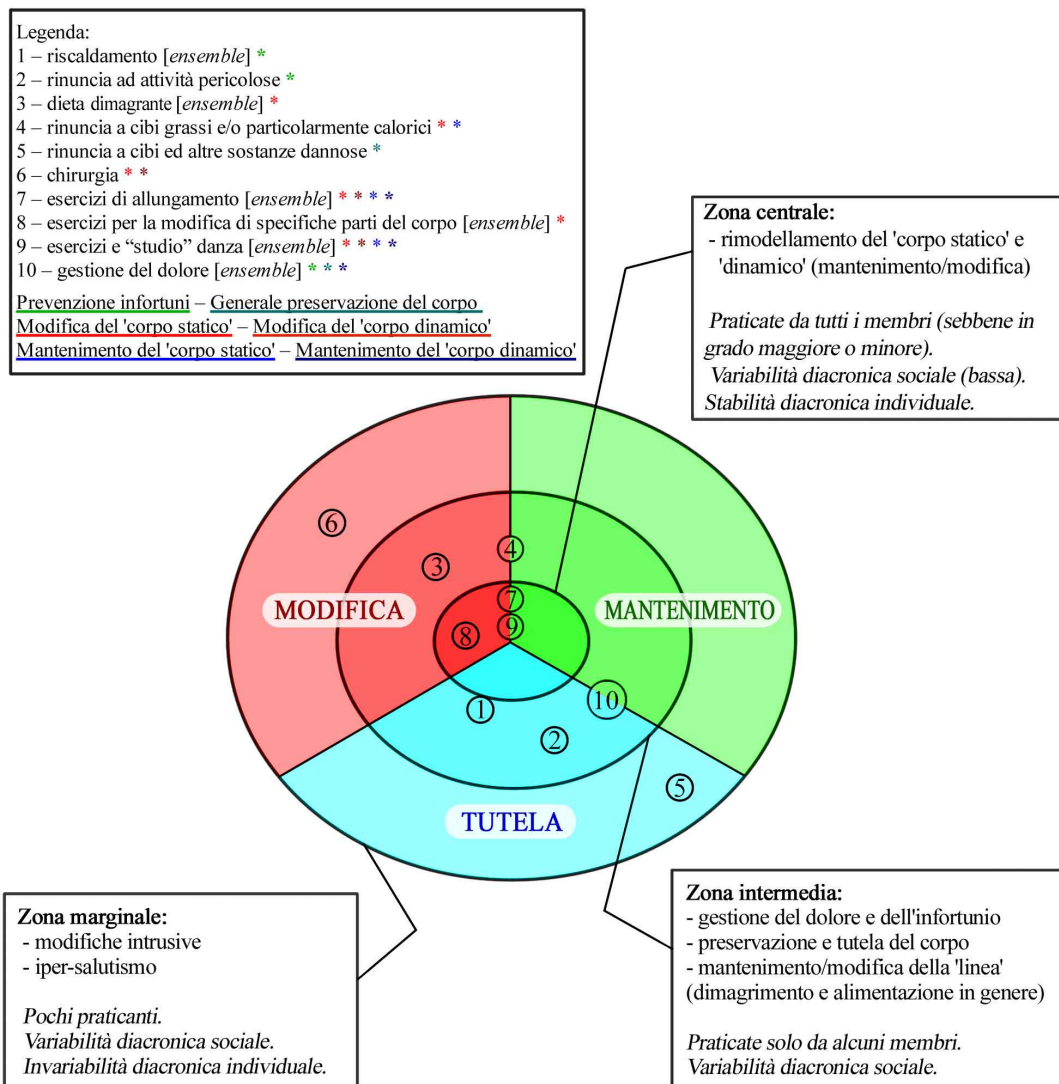 Legenda:
1 – riscaldamento [ensemble] *
2 – rinuncia ad attività pericolose *
3 – dieta dimagrante [ensemble] *
4 – rinuncia a cibi grassi e/o particolarmente calorici * *
5 – rinuncia a cibi ed altre sostanze dannose *
6 – chirurgia * *
7 – esercizi di allungamento [ensemble] * * * *
8 – esercizi per la modifica di specifiche parti del corpo [ensemble] *
9 – esercizi e “studio” danza [ensemble] * * * *
10 – gestione del dolore [ensemble] * * *
Prevenzione infortuni – Generale preservazione del corpo
Modifica del 'corpo statico' – Modifica del 'corpo dinamico'
Mantenimento del 'corpo statico' – Mantenimento del 'corpo dinamico'
Zona centrale:
- rimodellamento del 'corpo statico' e
'dinamico' (mantenimento/modifica)
Praticate da tutti i membri (sebbene in
grado maggiore o minore).
Variabilità diacronica sociale (bassa).
Stabilità diacronica individuale.
6
4
3
7
MODIFICA
MANTENIMENTO
9
8
10
1
2
5
TUTELA
Zona marginale:
- modifiche intrusive
- iper-salutismo
Pochi praticanti.
Variabilità diacronica sociale.
Invariabilità diacronica individuale.
Zona intermedia:
- gestione del dolore e dell'infortunio
- preservazione e tutela del corpo
- mantenimento/modifica della 'linea'
(dimagrimento e alimentazione in genere)
Praticate solo da alcuni membri.
Variabilità diacronica sociale.